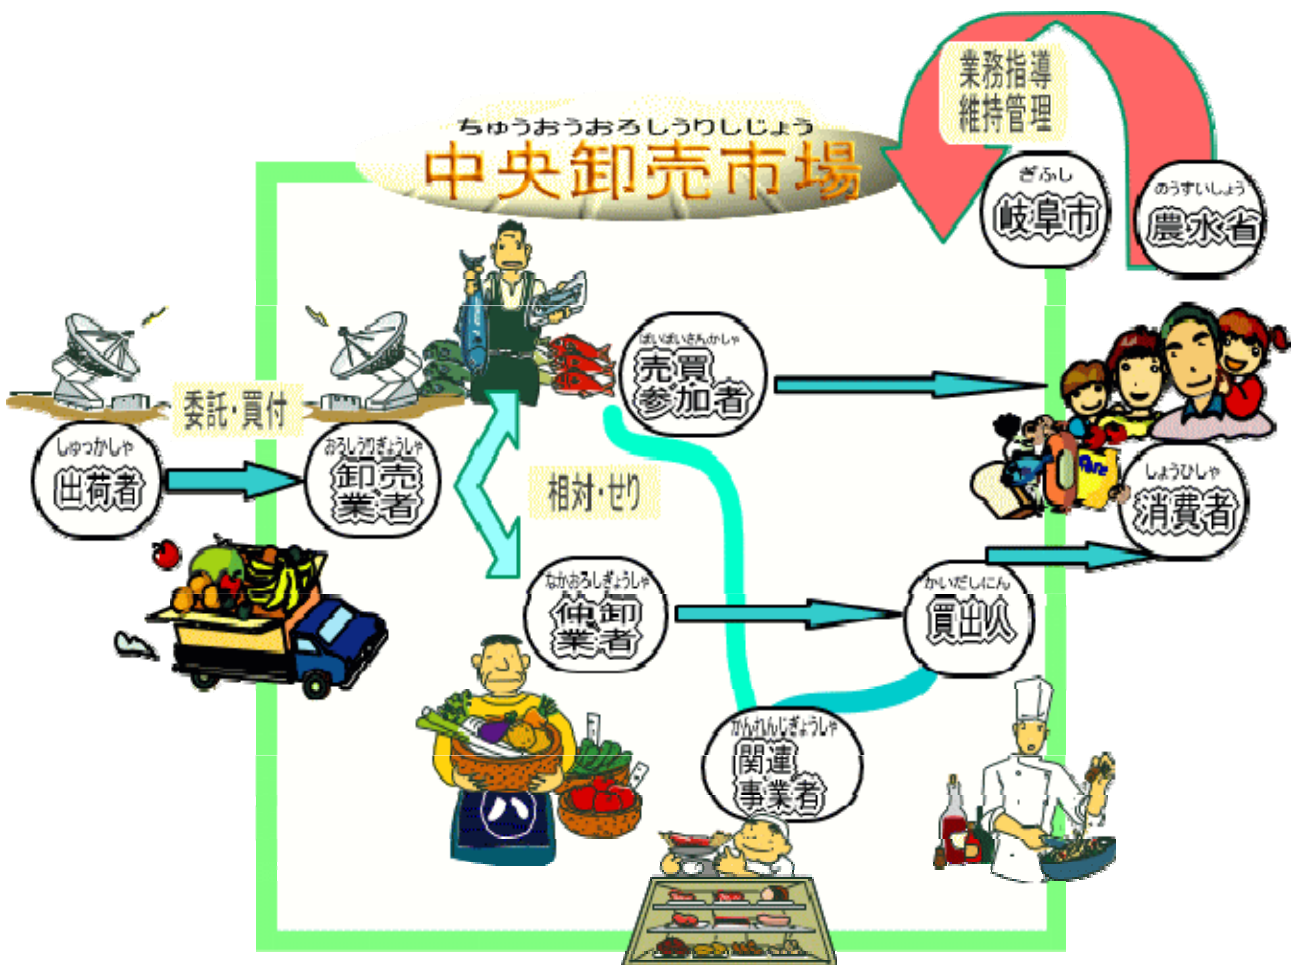 業務指導
維持管理
ちゅうおうおろしうりしじょう
中央卸売市場
ぎふし
岐阜市
のうすいしょう
農水省
ばいばいさんかしゃ
売買
参加者
委託・買付
しゅっかしゃ
出荷者
おろしうりぎょうしゃ
卸売
業者
相対・せり
しょうひしゃ
消費者
なかおろしぎょうしゃ
仲卸
業者
かいだしにん
買出人
かんれんじぎょうしゃ
関連
事業者